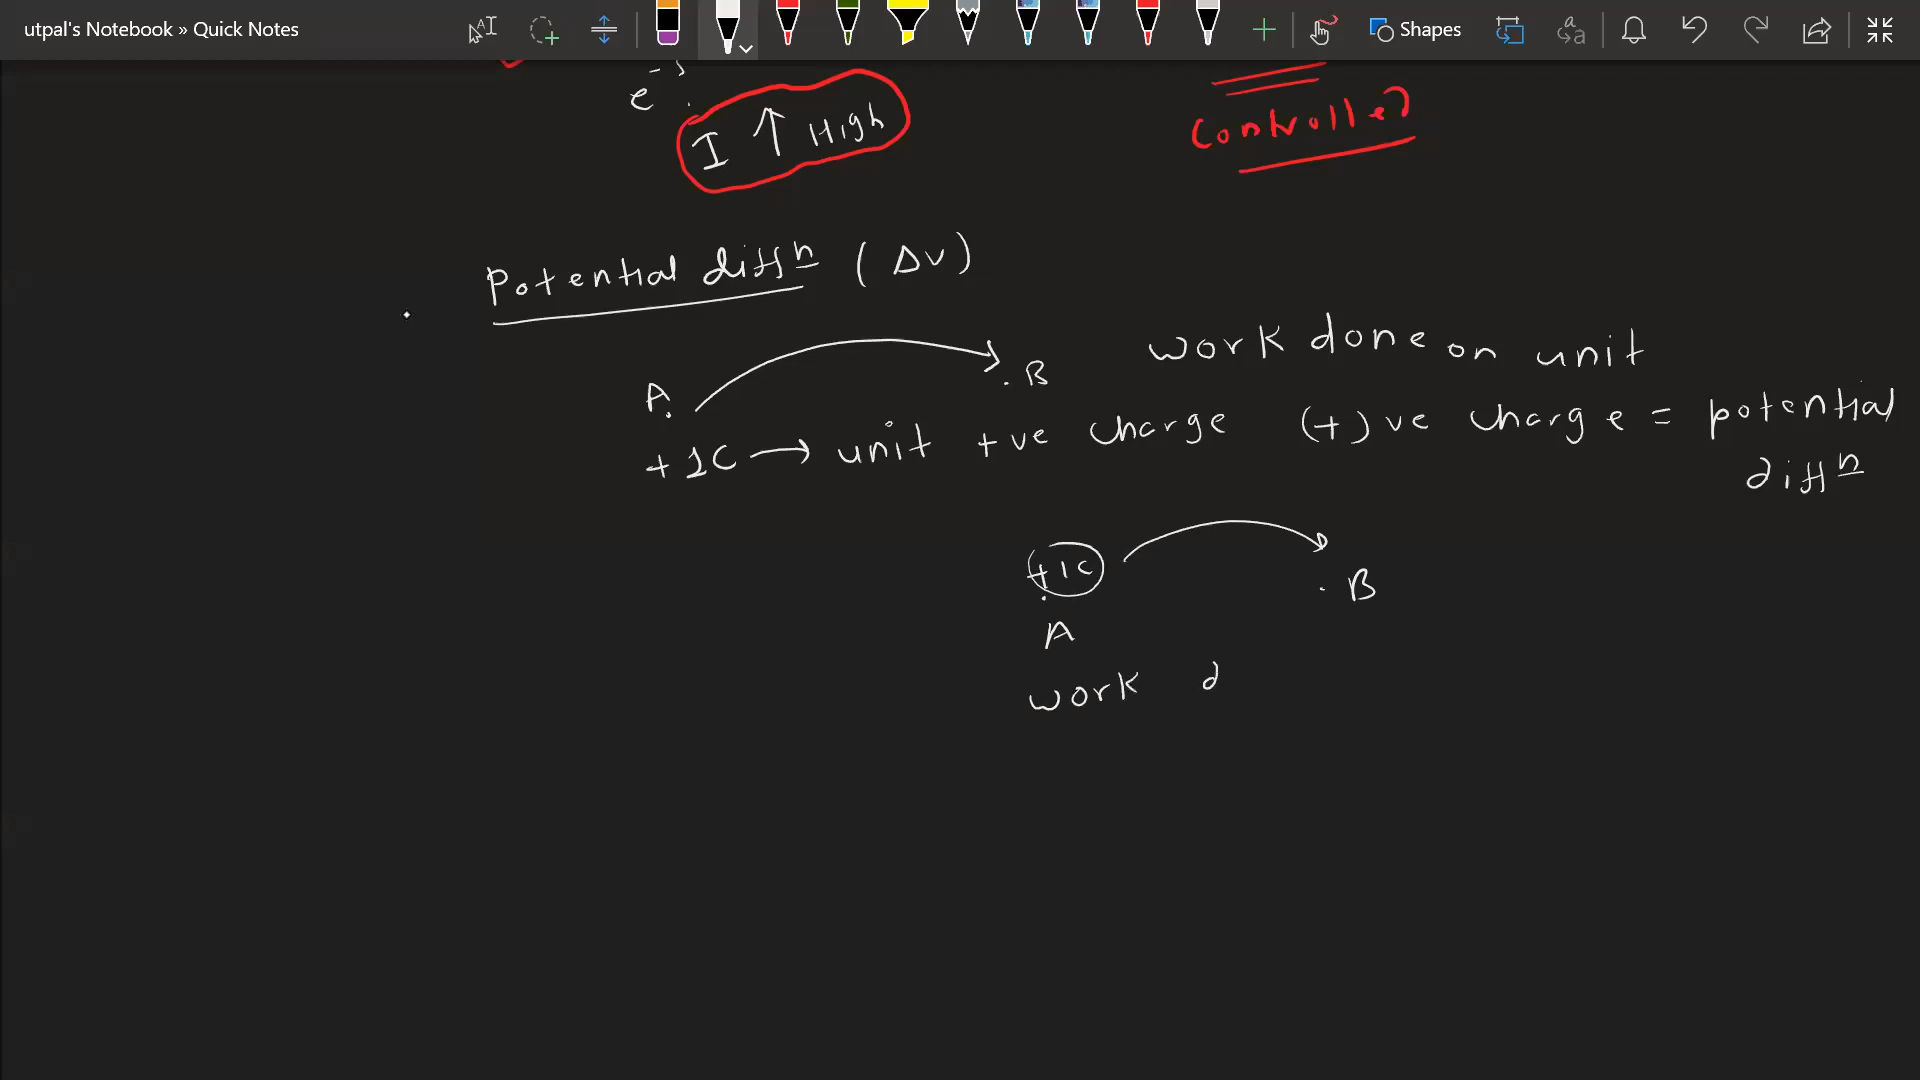 utpal's Notebook » Quick Notes
Shapes
e⁻s
I ↑ High
Controlled
Potential diffⁿ (Δv)
A
B
work done on unit
+1C → unit +ve charge
(+)ve charge = potential
diffⁿ
+1C
B
A
work d